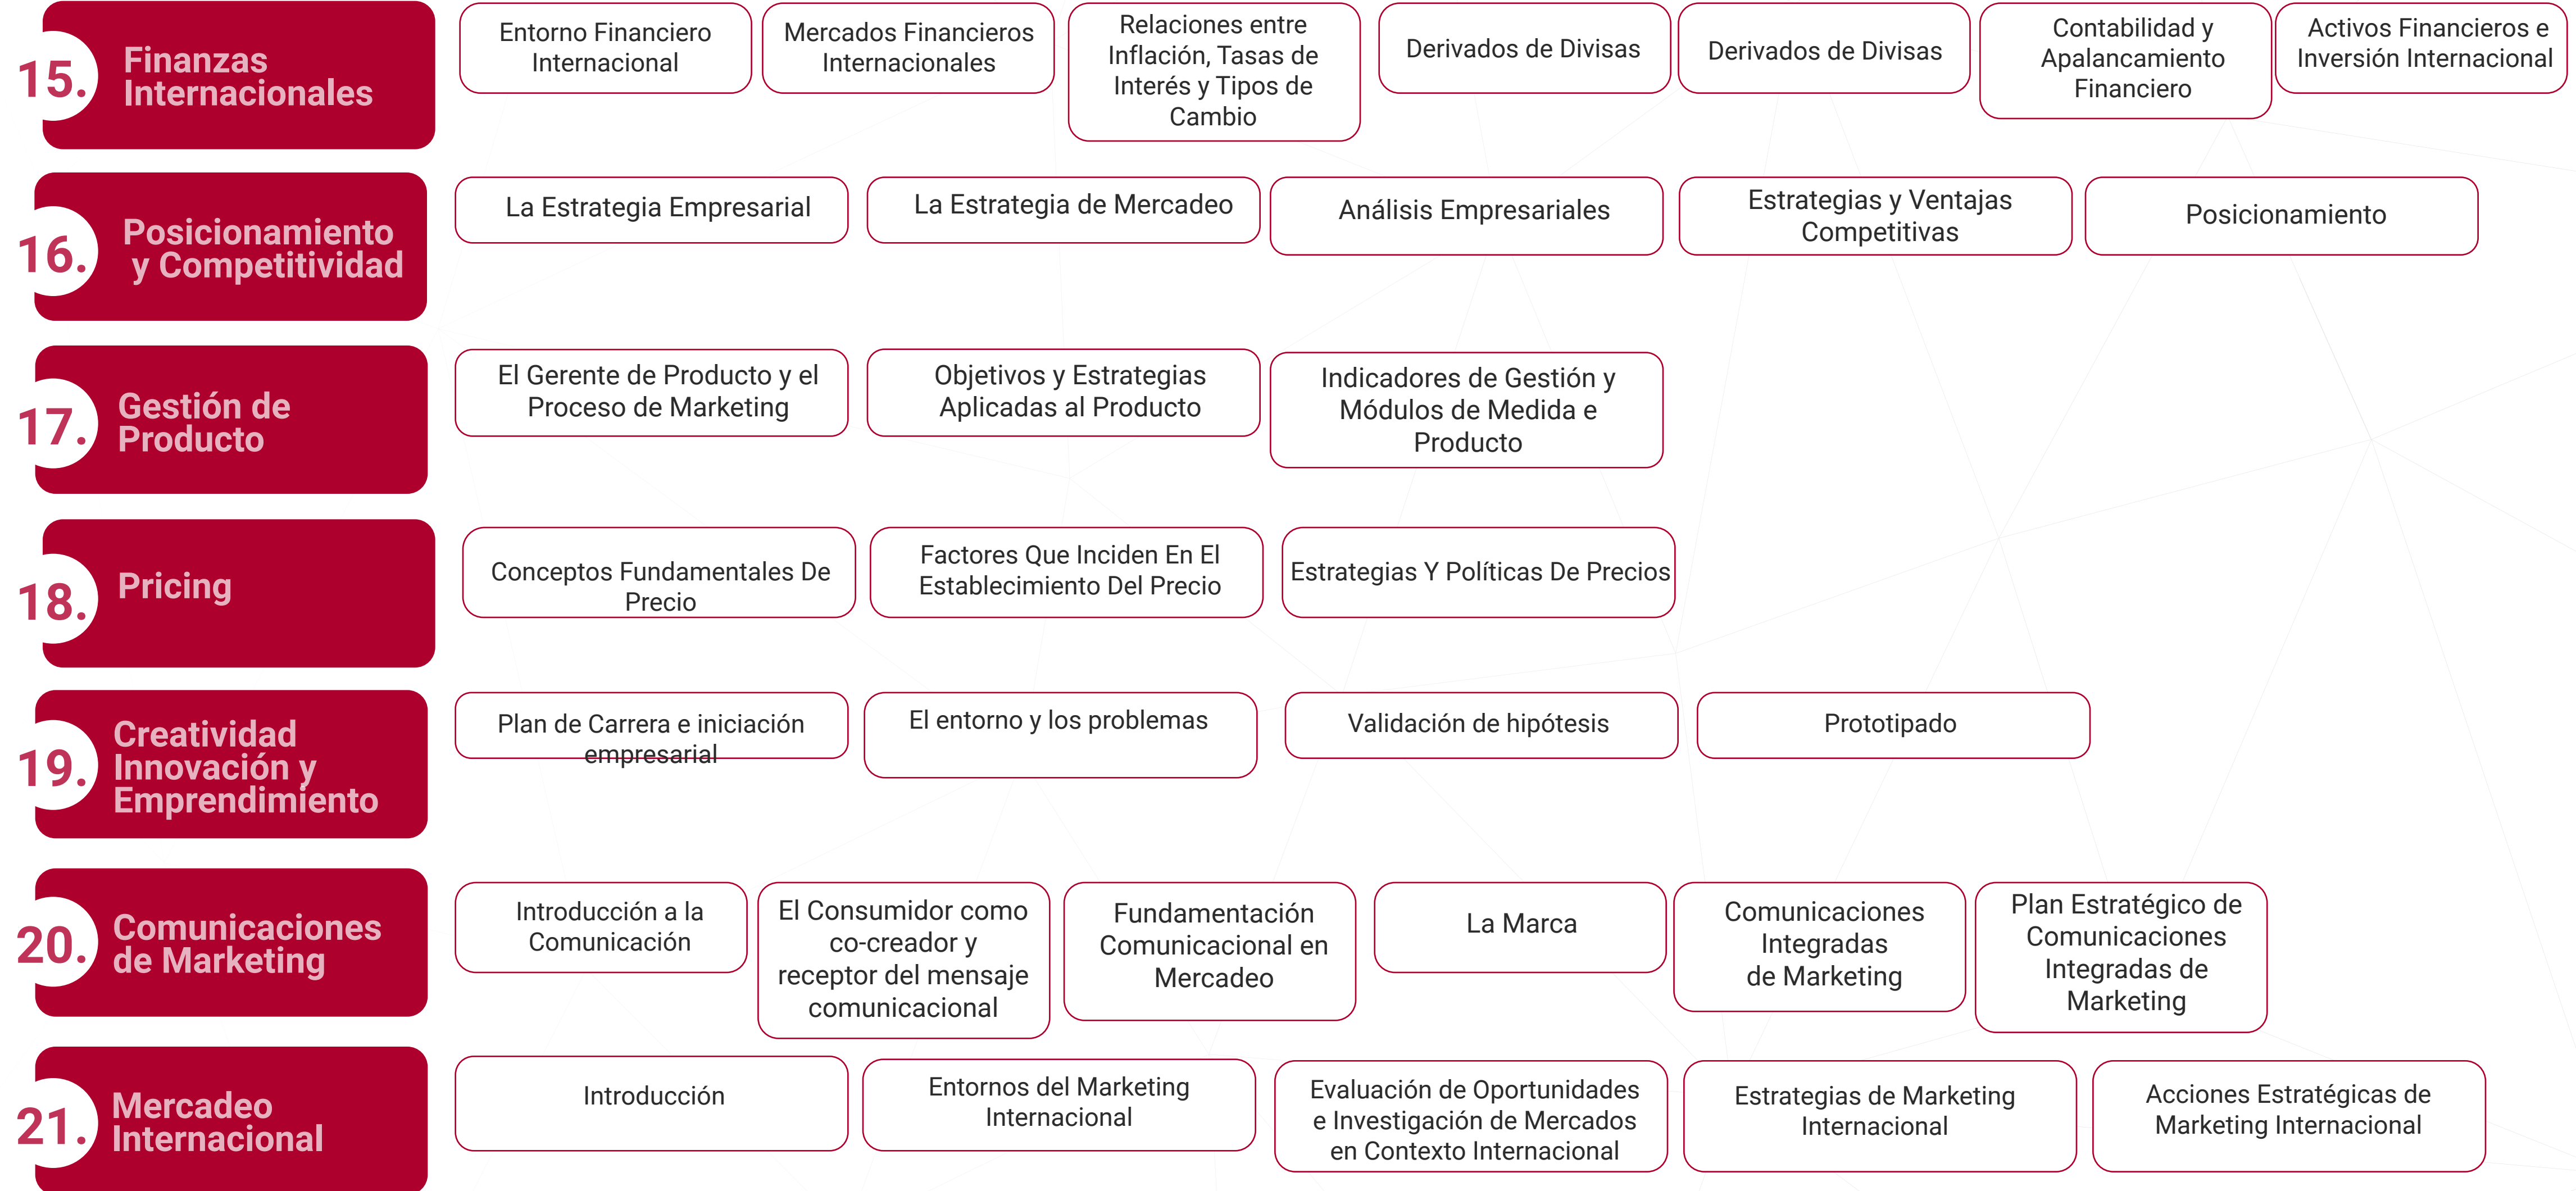 15.
Finanzas
Internacionales
Entorno Financiero
Internacional
Mercados Financieros
Internacionales
Relaciones entre
Inflación, Tasas de
Interés y Tipos de
Cambio
Derivados de Divisas
Derivados de Divisas
Contabilidad y
Apalancamiento
Financiero
Activos Financieros e
Inversión Internacional
16.
Posicionamiento
y Competitividad
La Estrategia Empresarial
La Estrategia de Mercadeo
Análisis Empresariales
Estrategias y Ventajas
Competitivas
Posicionamiento
17.
Gestión de
Producto
El Gerente de Producto y el
Proceso de Marketing
Objetivos y Estrategias
Aplicadas al Producto
Indicadores de Gestión y
Módulos de Medida e
Producto
18.
Pricing
Conceptos Fundamentales De
Precio
Factores Que Inciden En El
Establecimiento Del Precio
Estrategias Y Políticas De Precios
19.
Creatividad
Innovación y
Emprendimiento
Plan de Carrera e iniciación
empresarial
El entorno y los problemas
Validación de hipótesis
Prototipado
20.
Comunicaciones
de Marketing
Introducción a la
Comunicación
El Consumidor como
co-creador y
receptor del mensaje
comunicacional
Fundamentación
Comunicacional en
Mercadeo
La Marca
Comunicaciones
Integradas
de Marketing
Plan Estratégico de
Comunicaciones
Integradas de
Marketing
21.
Mercadeo
Internacional
Introducción
Entornos del Marketing
Internacional
Evaluación de Oportunidades
e Investigación de Mercados
en Contexto Internacional
Estrategias de Marketing
Internacional
Acciones Estratégicas de
Marketing Internacional